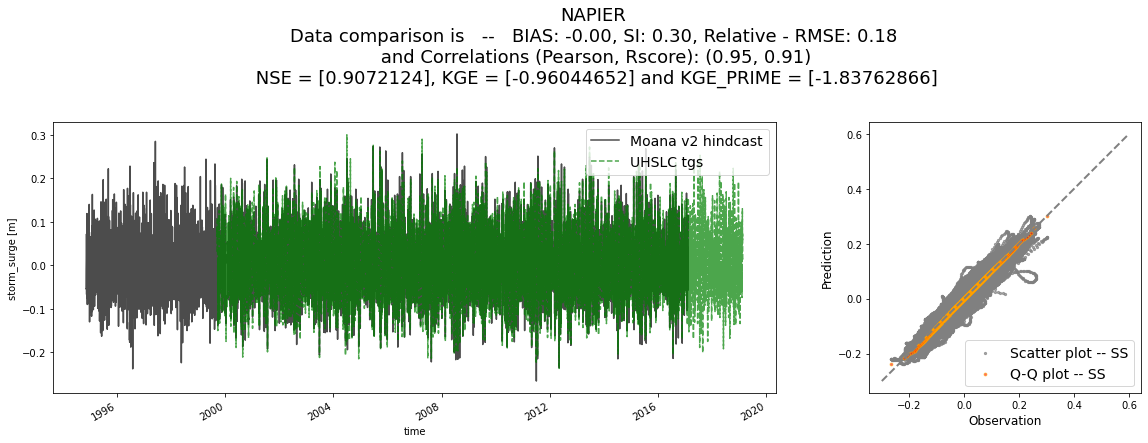 NAPIER
Data comparison is -- BIAS: -0.00, SI: 0.30, Relative - RMSE: 0.18
and Correlations (Pearson, Rscore): (0.95, 0.91)
NSE = [0.9072124], KGE = [-0.96044652] and KGE_PRIME = [-1.83762866]
storm_surge [m]
0.3
0.2
0.1
0.0
−0.1
−0.2
Moana v2 hindcast
UHSLC tgs
1996
2000
2004
2008
2012
2016
2020
time
Prediction
0.6
0.4
0.2
0.0
−0.2
Scatter plot -- SS
Q-Q plot -- SS
−0.2
0.0
0.2
0.4
0.6
Observation